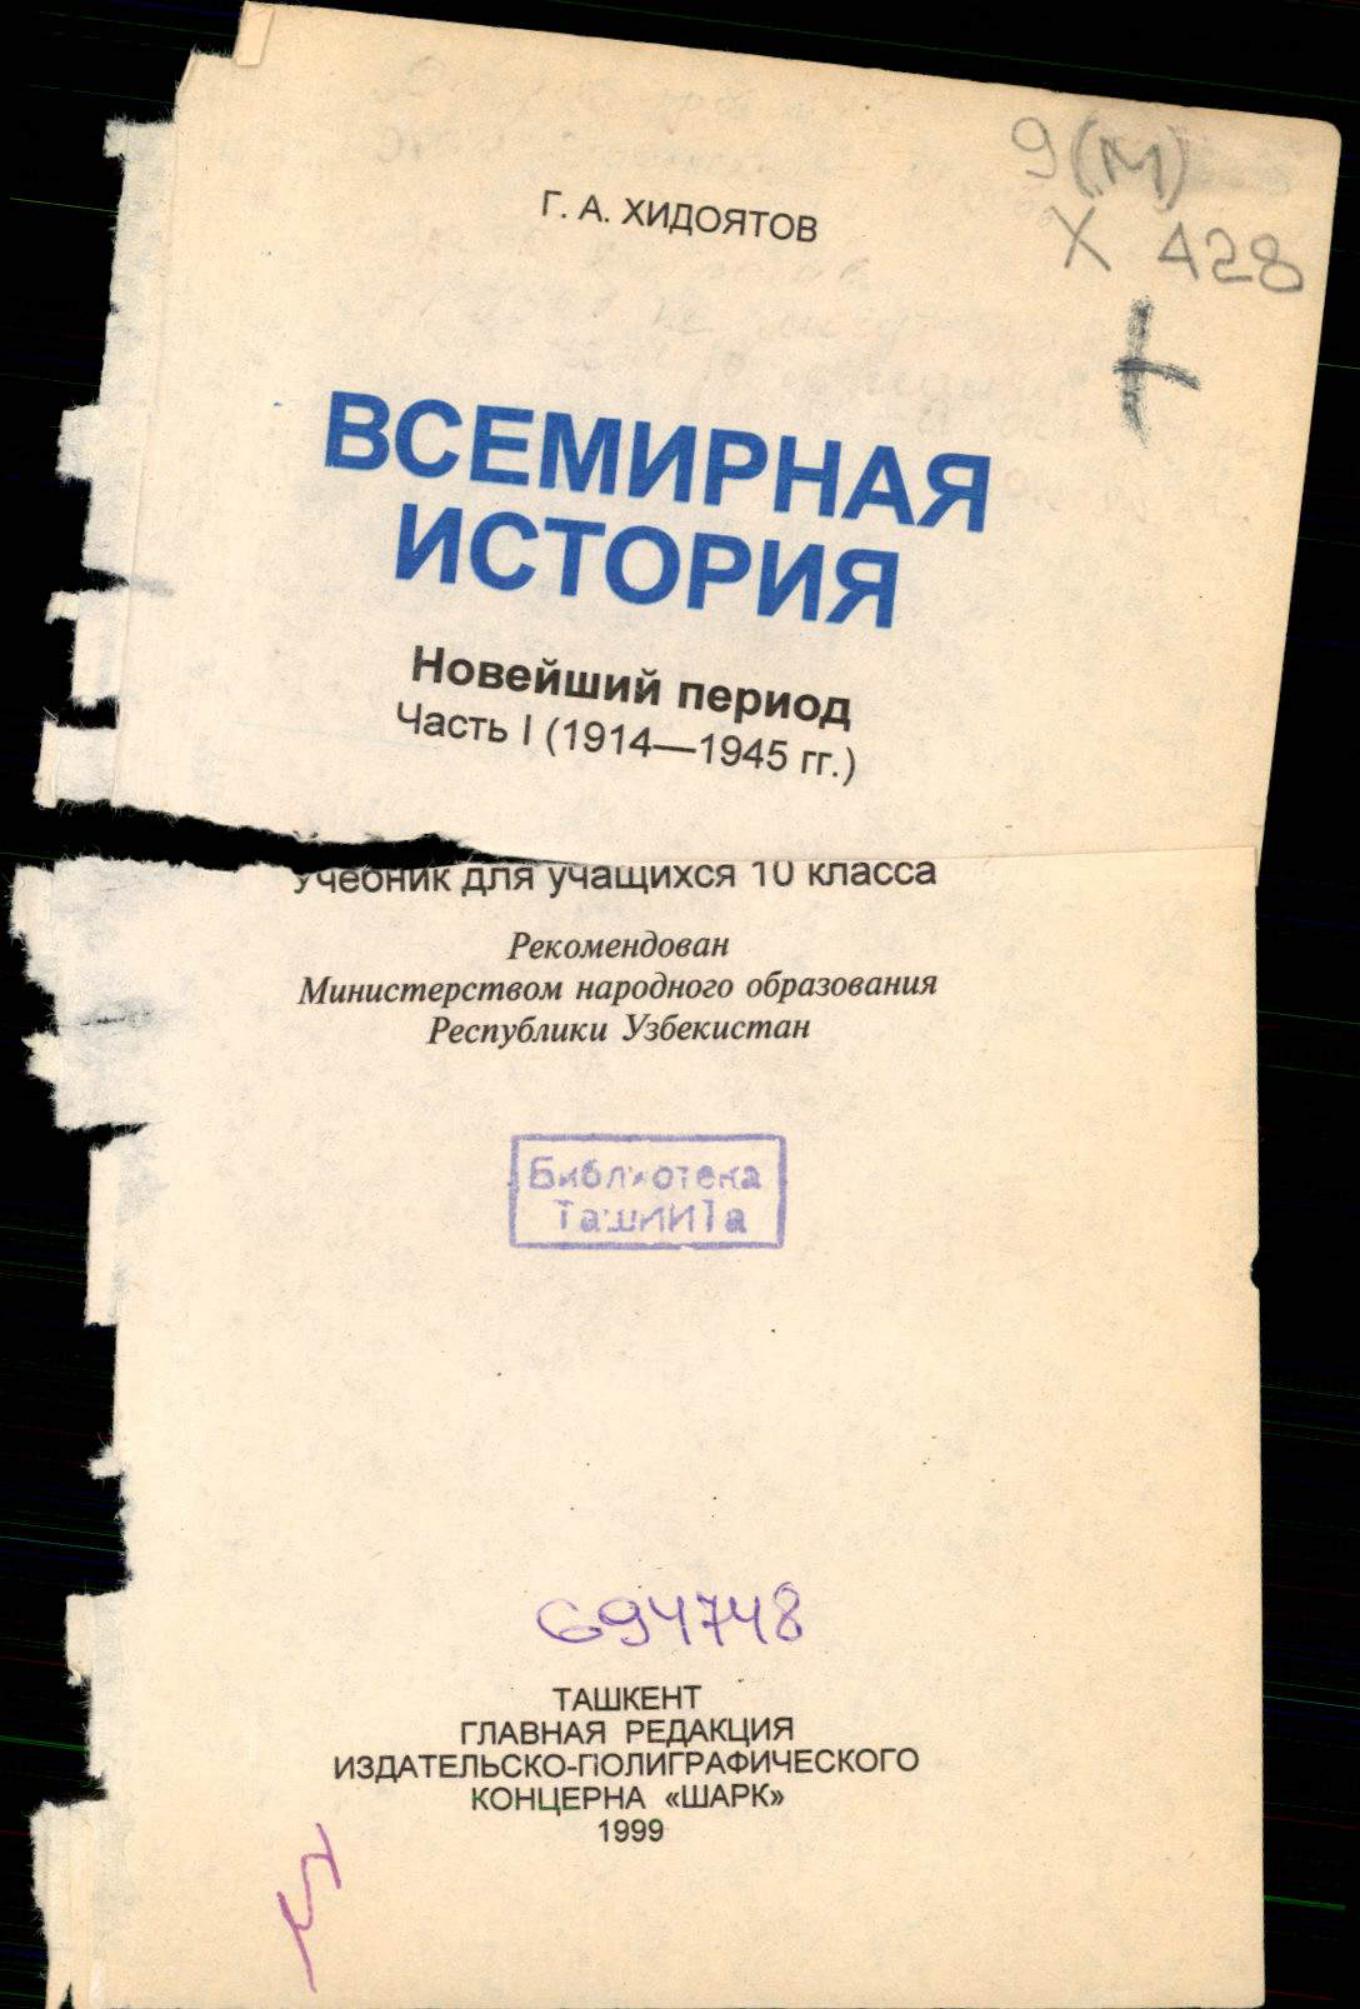 9(М)
Х 428
Г. А. ХИДОЯТОВ
ВСЕМИРНАЯ
ИСТОРИЯ
Новейший период
Часть I (1914—1945 гг.)
Учебник для учащихся 10 класса
Рекомендован
Министерством народного образования
Республики Узбекистан
Библиотека
ТашИИТа
694748
ТАШКЕНТ
ГЛАВНАЯ РЕДАКЦИЯ
ИЗДАТЕЛЬСКО-ПОЛИГРАФИЧЕСКОГО
КОНЦЕРНА «ШАРК»
1999